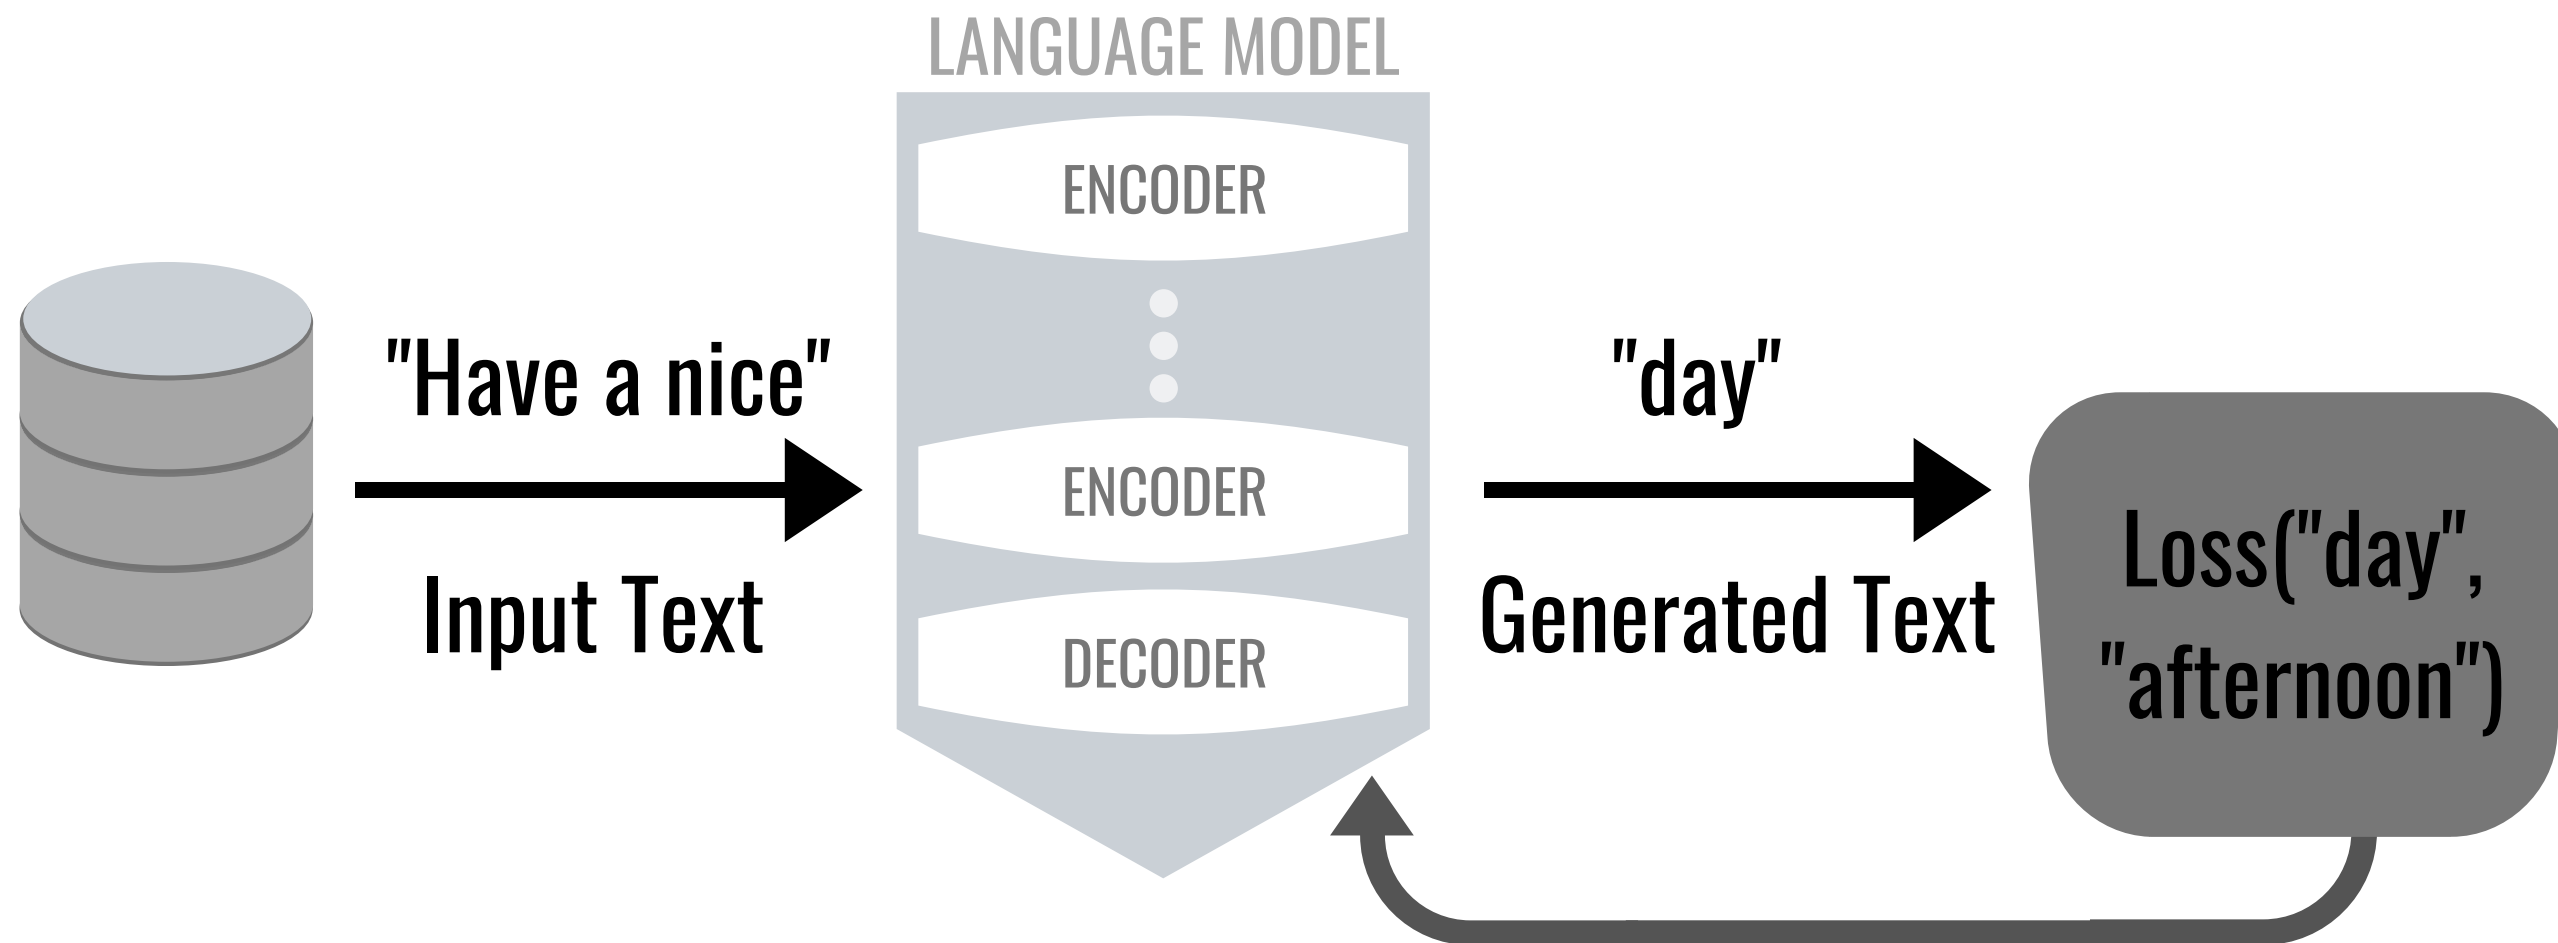 LANGUAGE MODEL
ENCODER
"Have a nice"
"day"
ENCODER
Loss("day",
Input Text
Generated Text
"afternoon")
DECODER